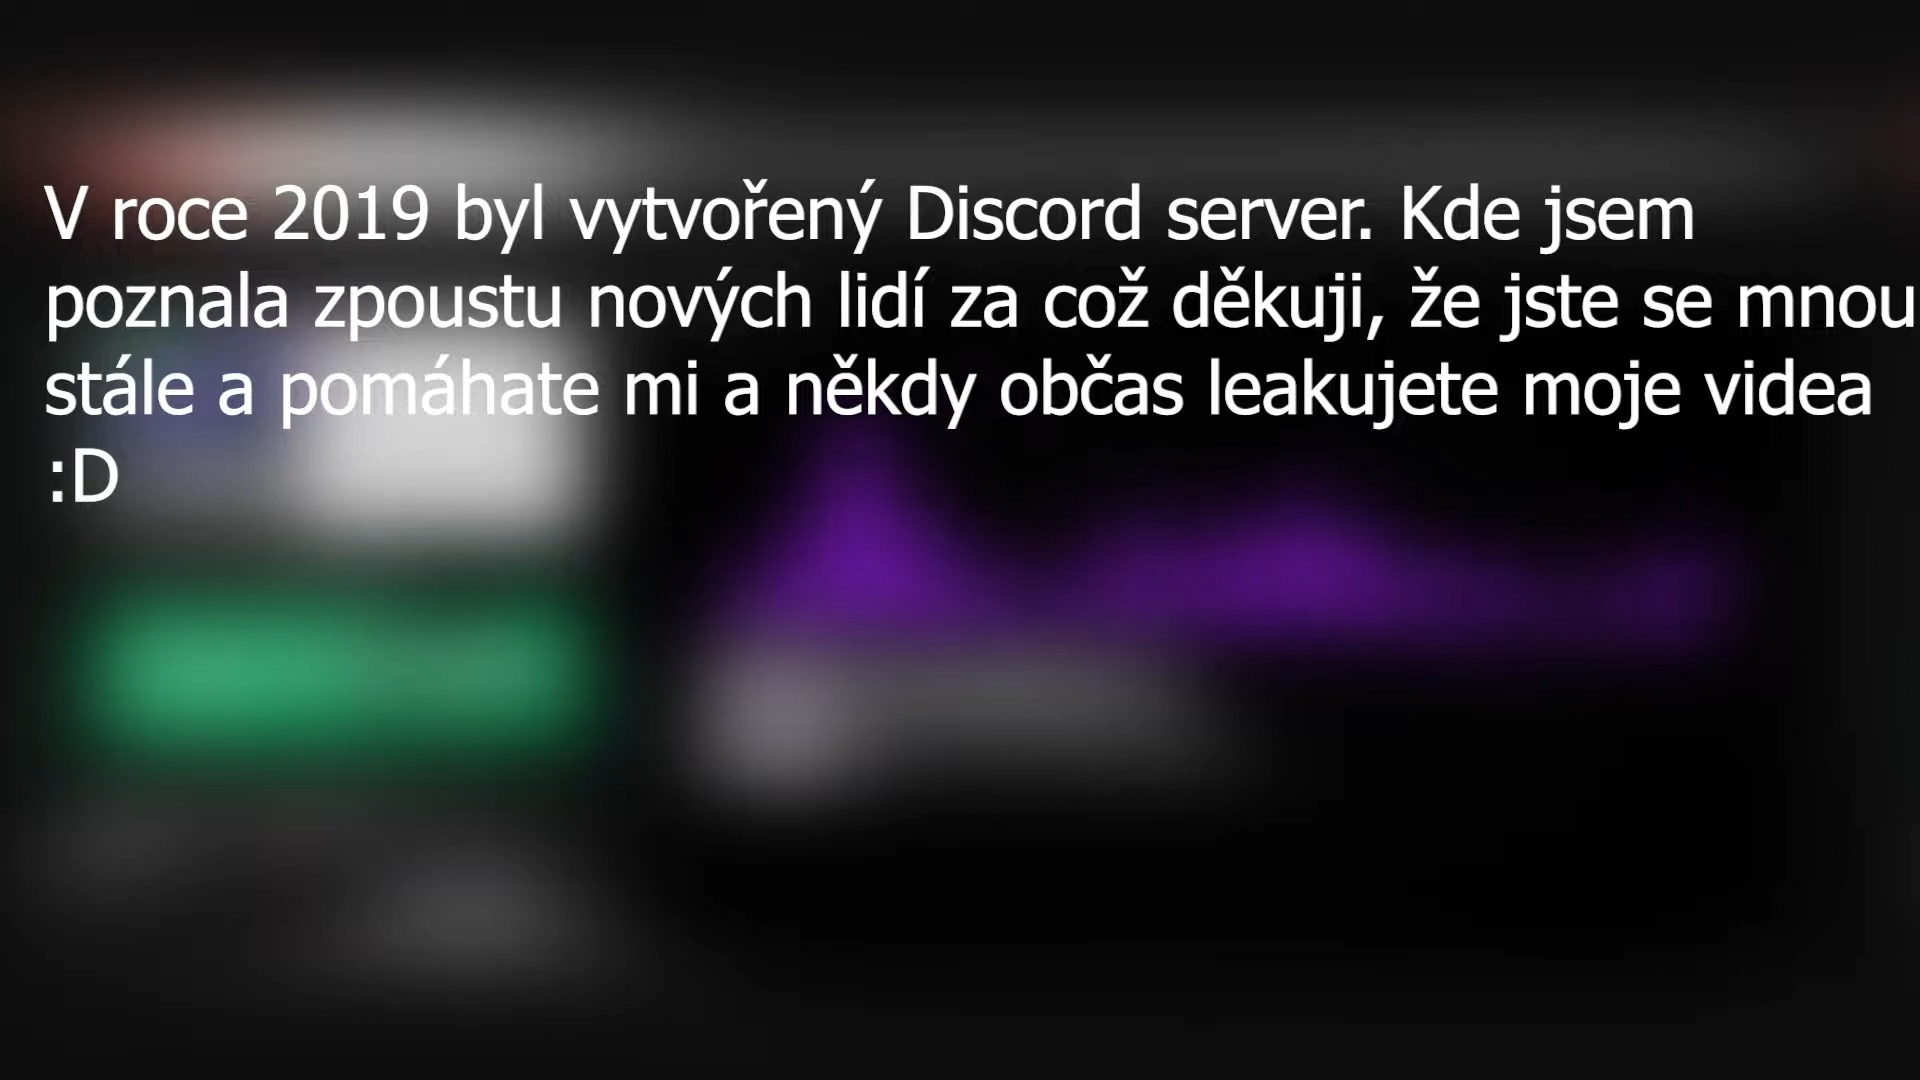 V roce 2019 byl vytvořený Discord server. Kde jsem
poznala zpoustu nových lidí za což děkuji, že jste se mnou
stále a pomáhate mi a někdy občas leakujete moje videa
:D